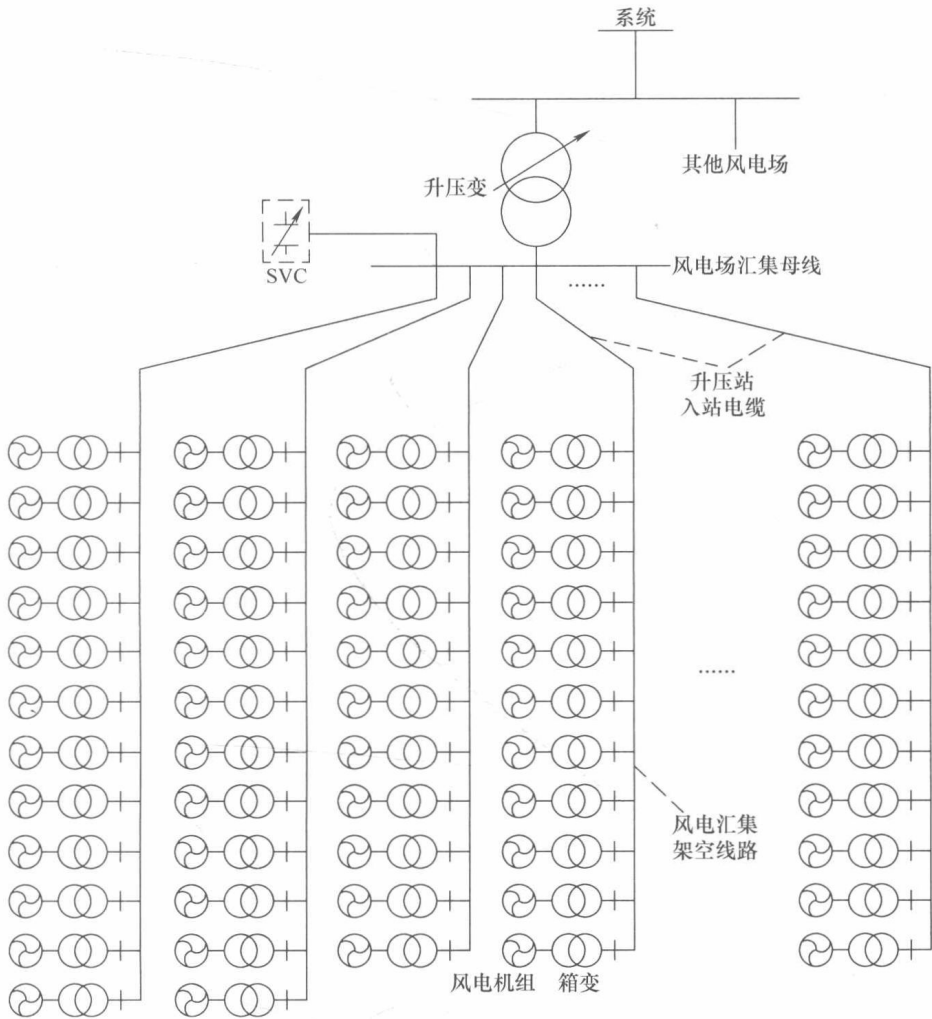 系统
其他风电场
升压变
SVC
风电场汇集母线
……
升压站
入站电缆
……
风电汇集
架空线路
风电机组 箱变